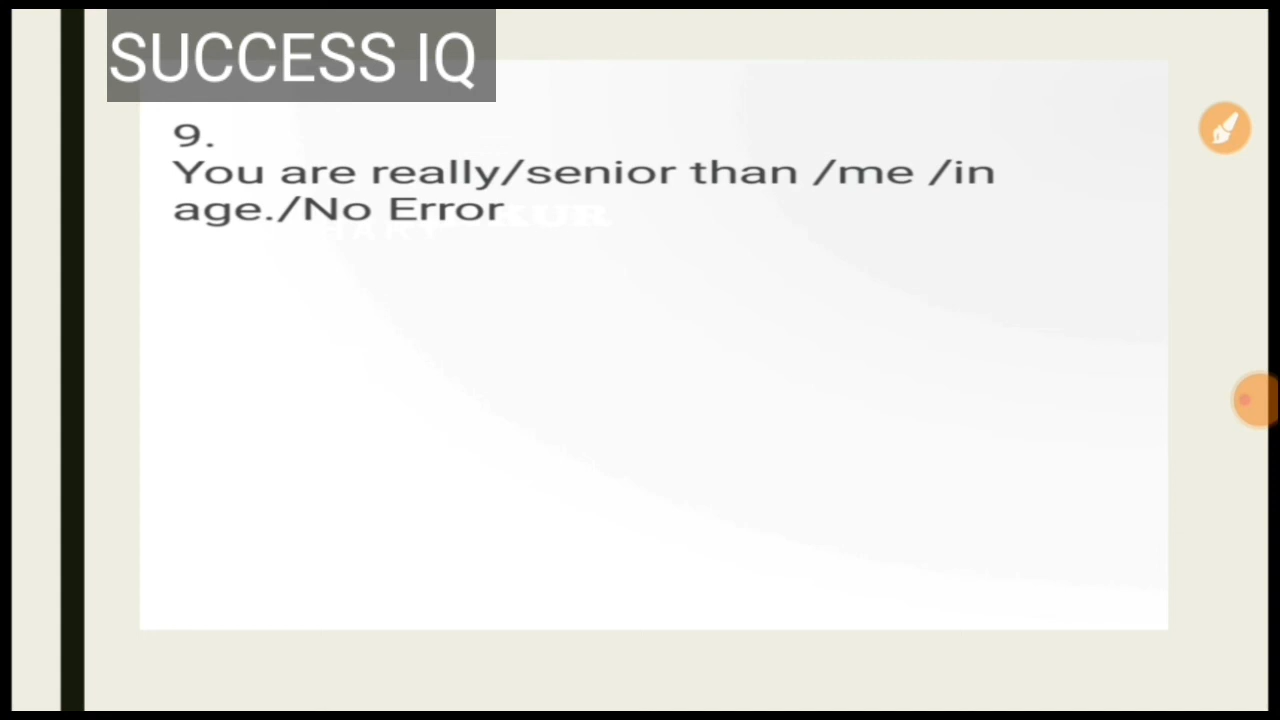 SUCCESS IQ
9.
You are really/senior than /me /in
age./No Error